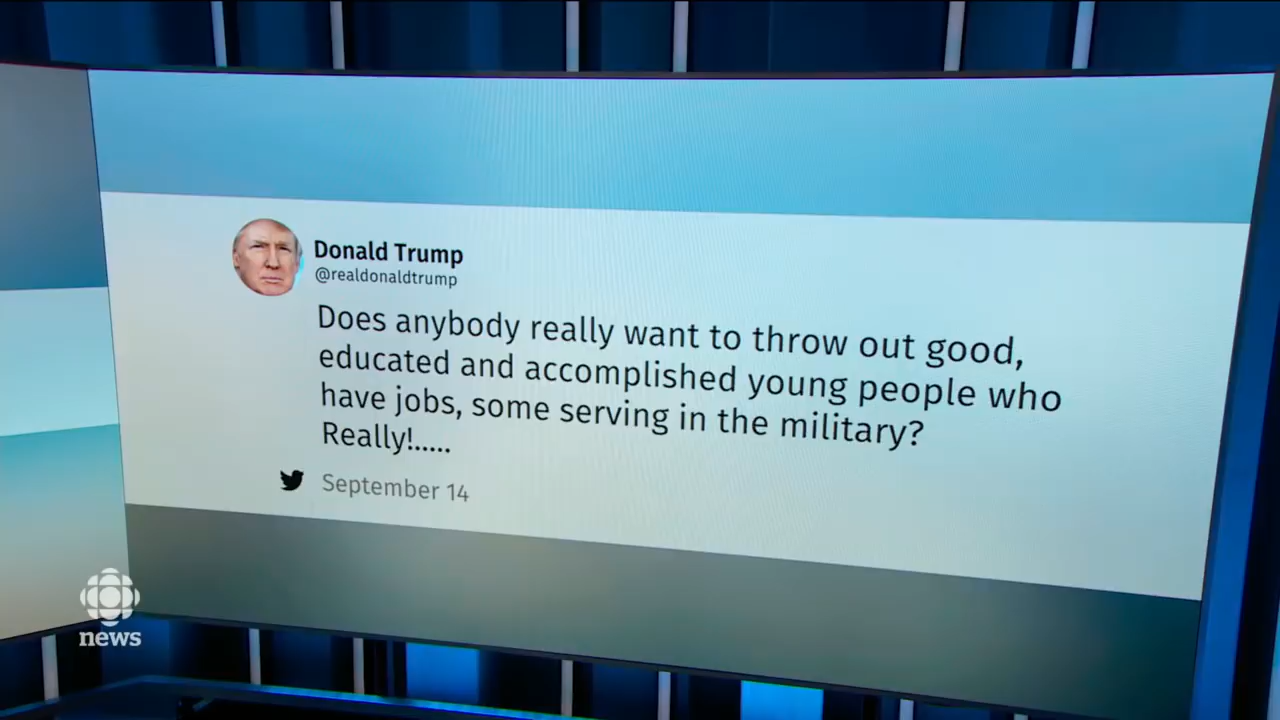 Donald Trump
@realdonaldtrump
Does anybody really want to throw out good,
educated and accomplished young people who
have jobs, some serving in the military?
Really!.....
September 14
news